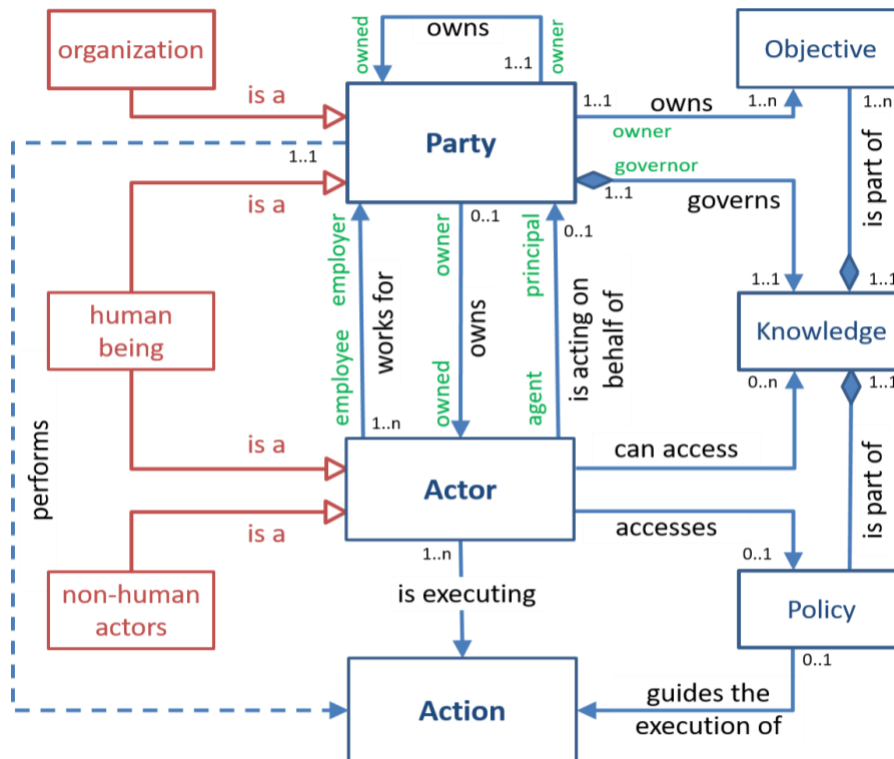 organization
is a
owned
owns
owner
1..1
Objective
1..1
owns
1..n
1..n
owner
Party
1..1
governor
1..1
governs
is part of
is a
employer
0..1
owner
principal
0..1
human
being
works for
owns
is acting on
behalf of
1..1
1..1
Knowledge
0..n
1..1
employee
1..n
owned
agent
performs
is a
can access
Actor
is a
accesses
is part of
1..n
0..1
non-human
actors
is executing
Policy
0..1
Action
guides the
execution of